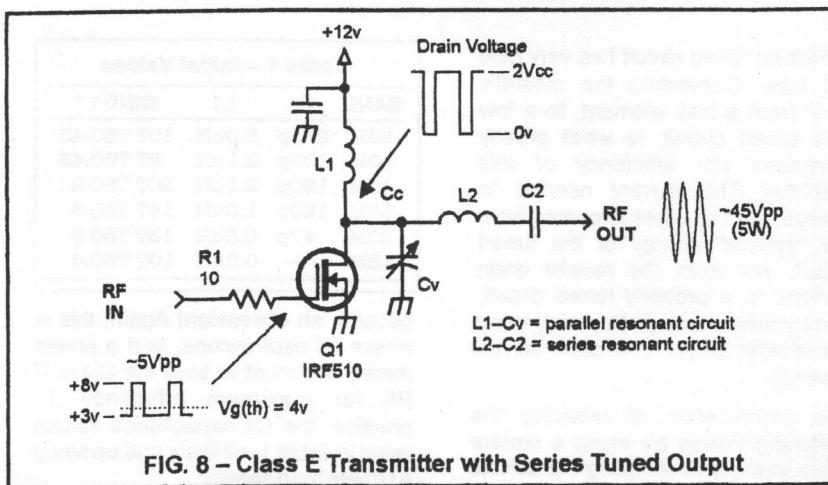 +12v
Drain Voltage
2Vcc
0v
L1
Cc
L2
C2
RF
OUT
~45Vpp
(5W)
R1
10
RF
IN
Cv
Q1
IRF510
L1–Cv = parallel resonant circuit
L2–C2 = series resonant circuit
~5Vpp
+8v
+3v
Vg(th) = 4v
FIG. 8 – Class E Transmitter with Series Tuned Output